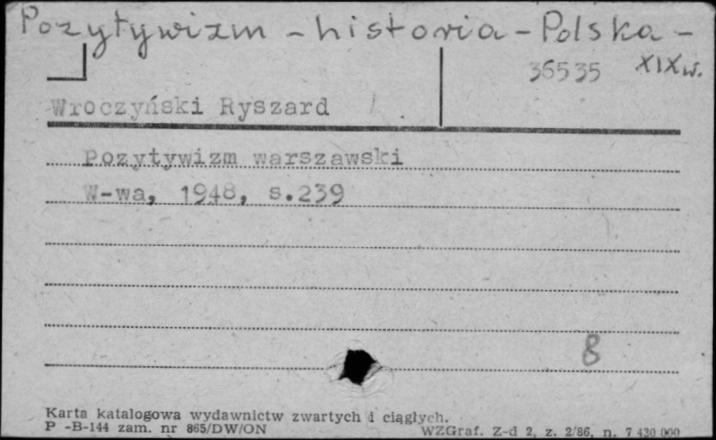 Pozytywizm - historia - Polska -
36535 XIX w.
Wroczyński Ryszard
Pozytywizm warszawski
W-wa, 1948, s.239
8
Karta katalogowa wydawnictw zwartych i ciągłych.
P -B-144 zam. nr 865/DW/ON WZGraf. Z-d 2, z. 2/86, n. 7 430 000